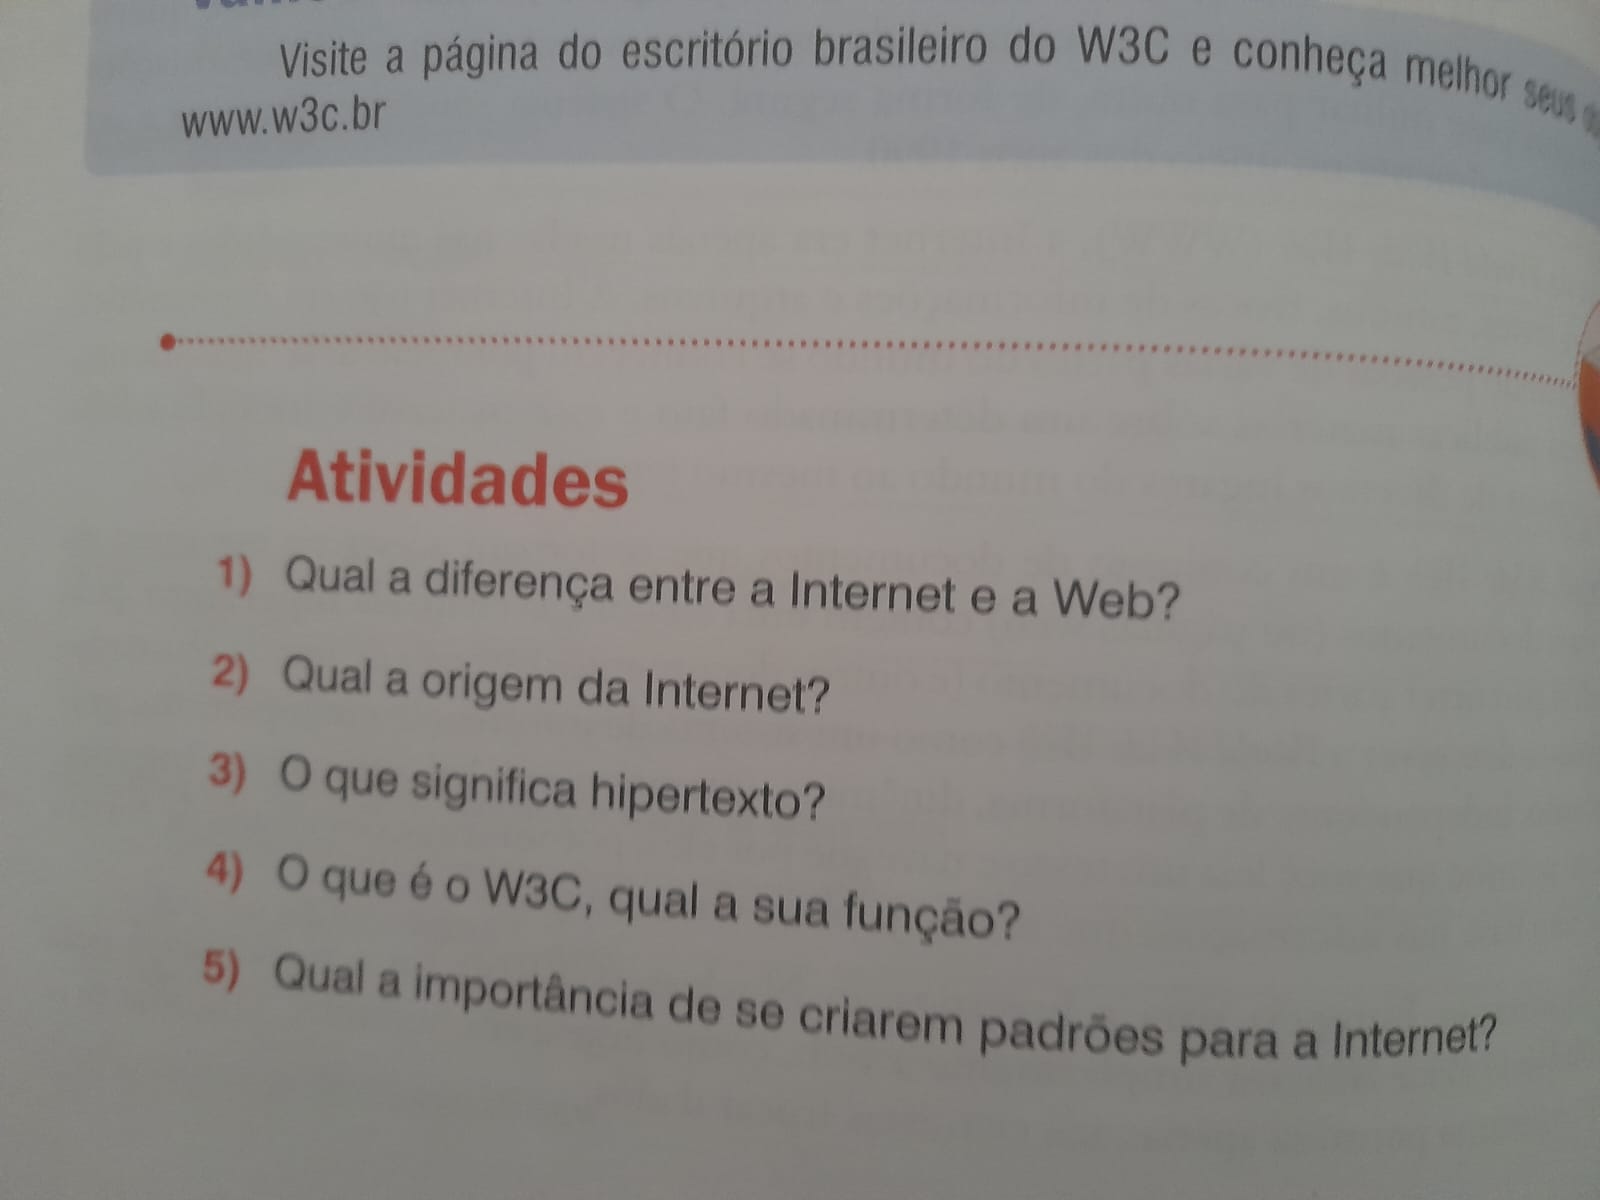 Visite a página do escritório brasileiro do W3C e conheça melhor seus
www.w3c.br
Atividades
1) Qual a diferença entre a Internet e a Web?
2) Qual a origem da Internet?
3) O que significa hipertexto?
4) O que é o W3C, qual a sua função?
5) Qual a importância de se criarem padrões para a Internet?